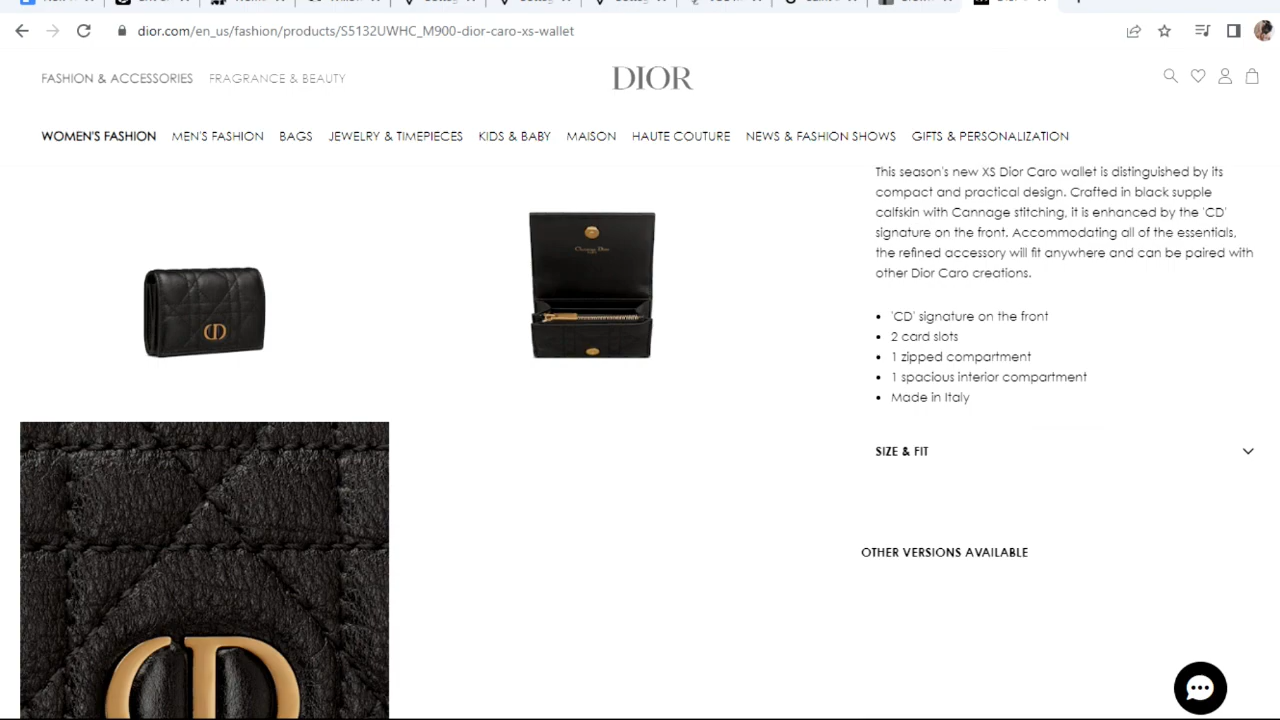 dior.com/en_us/fashion/products/S5132UWHC_M900-dior-caro-xs-wallet
FASHION & ACCESSORIES FRAGRANCE & BEAUTY
DIOR
WOMEN'S FASHION MEN'S FASHION BAGS JEWELRY & TIMEPIECES KIDS & BABY MAISON HAUTE COUTURE NEWS & FASHION SHOWS GIFTS & PERSONALIZATION
This season's new XS Dior Caro wallet is distinguished by its
compact and practical design. Crafted in black supple
calfskin with Cannage stitching, it is enhanced by the 'CD'
signature on the front. Accommodating all of the essentials,
the refined accessory will fit anywhere and can be paired with
other Dior Caro creations.
• 'CD' signature on the front
• 2 card slots
• 1 zipped compartment
• 1 spacious interior compartment
• Made in Italy
SIZE & FIT
OTHER VERSIONS AVAILABLE
CD
Christian Dior
CD